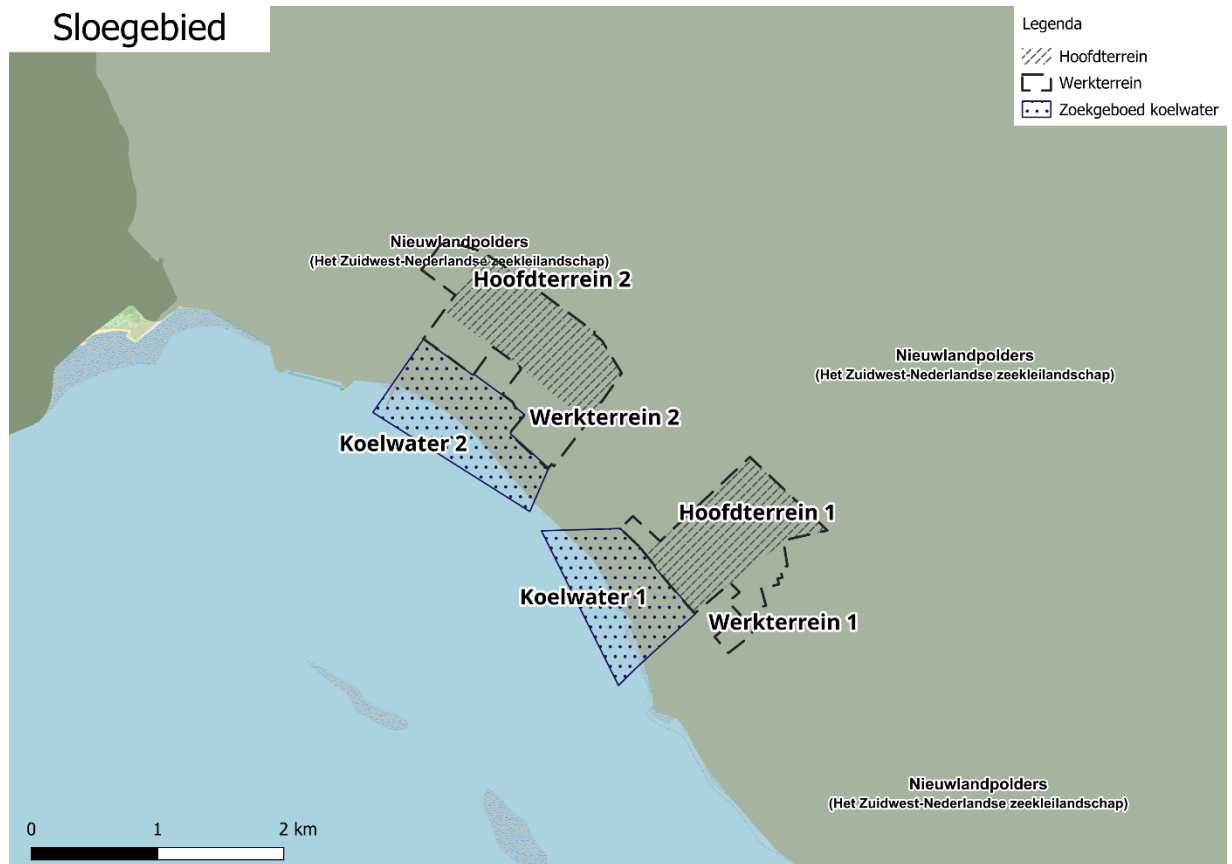 Sloegebied
Legenda
Hoofdterrein
Werkterrein
Zoekgeboed koelwater
Nieuwlandpolders
(Het Zuidwest-Nederlandse zeekleilandschap)
Hoofdterrein 2
Nieuwlandpolders
(Het Zuidwest-Nederlandse zeekleilandschap)
Werkterrein 2
Koelwater 2
Hoofdterrein 1
Koelwater 1
Werkterrein 1
Nieuwlandpolders
(Het Zuidwest-Nederlandse zeekleilandschap)
0 1 2 km